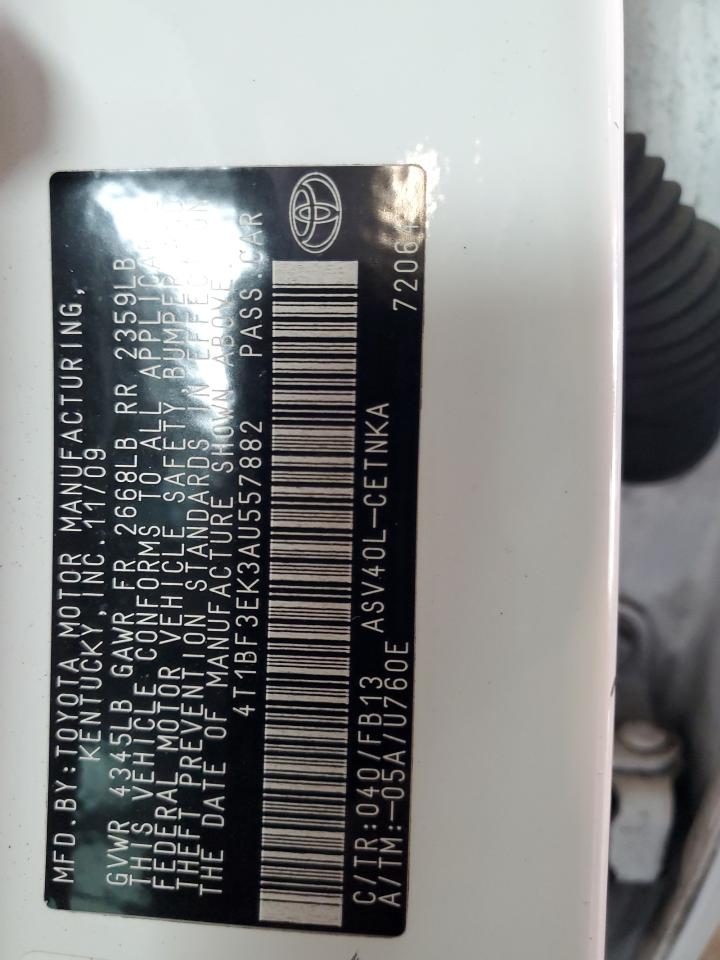 MFD.BY:TOYOTA MOTOR MANUFACTURING,
KENTUCKY,INC. 11/09
GVWR 4345LB GAWR FR 2668LB RR 2359LB
THIS VEHICLE CONFORMS TO ALL
FEDERAL MOTOR VEHICLE SAFETY, BUMPER
THEFT PREVENTION STANDARDS IN EFFECT ON
THE DATE OF MANUFACTURE SHOWN ABOVE.
4T1BF3EK3AU557882 PASS.CAR
C/TR:040/FB13 ASV40L-CETNKA
A/TM:-05A/U760E 72064